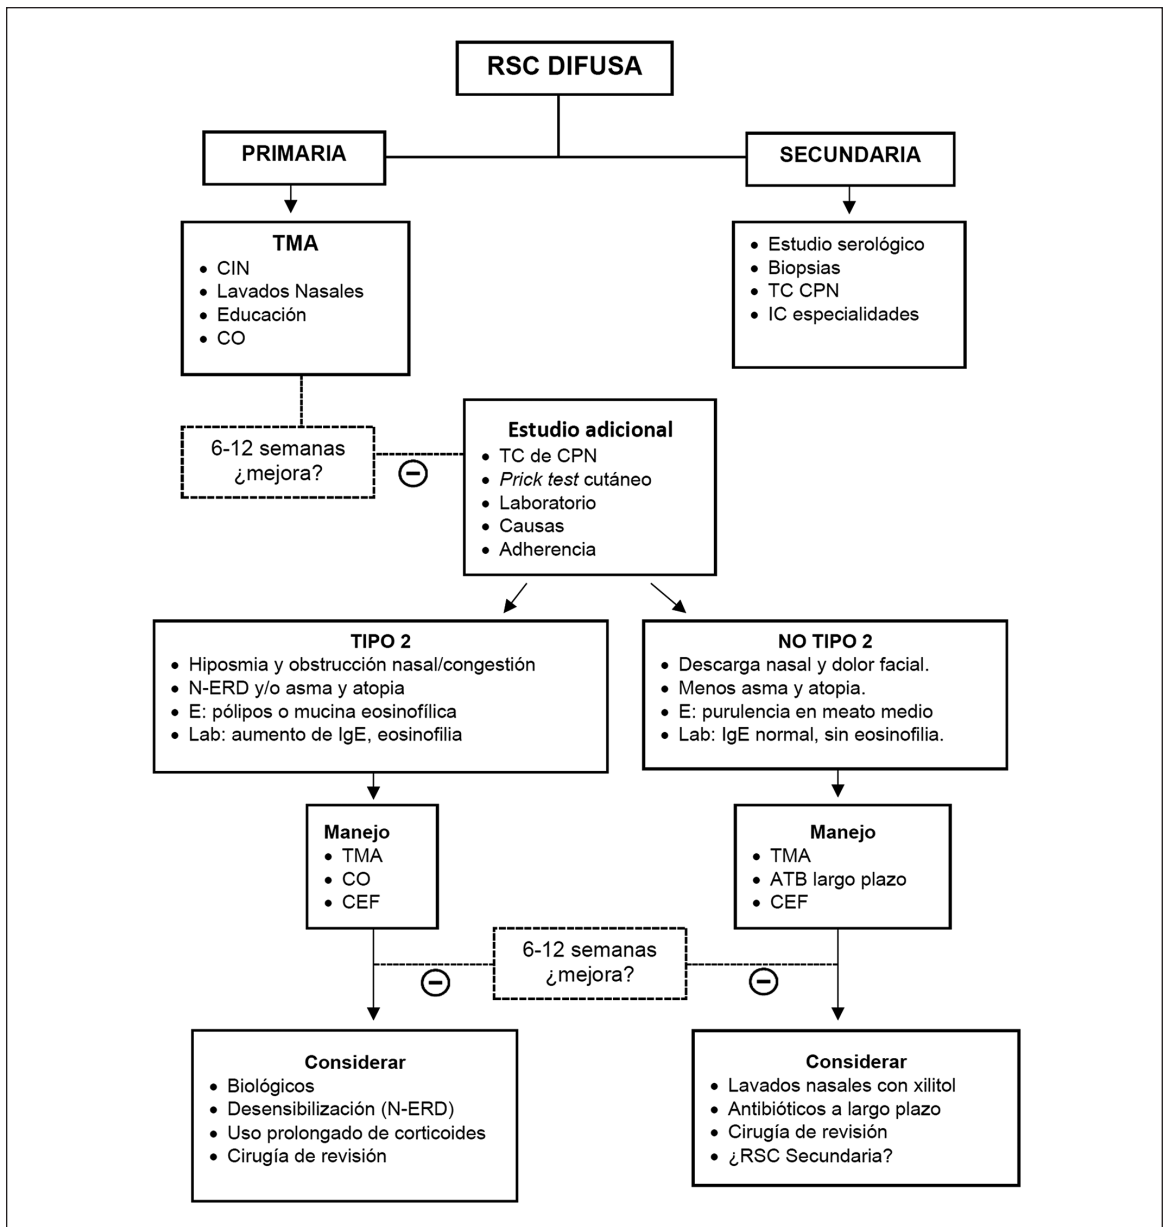 RSC DIFUSA
PRIMARIA
SECUNDARIA
TMA
• CIN
• Lavados Nasales
• Educación
• CO
• Estudio serológico
• Biopsias
• TC CPN
• IC especialidades
6-12 semanas
¿mejora?
Estudio adicional
• TC de CPN
• Prick test cutáneo
• Laboratorio
• Causas
• Adherencia
TIPO 2
• Hiposmia y obstrucción nasal/congestión
• N-ERD y/o asma y atopia
• E: pólipos o mucina eosinofílica
• Lab: aumento de IgE, eosinofilia
NO TIPO 2
• Descarga nasal y dolor facial.
• Menos asma y atopia.
• E: purulencia en meato medio
• Lab: IgE normal, sin eosinofilia.
Manejo
• TMA
• CO
• CEF
Manejo
• TMA
• ATB largo plazo
• CEF
6-12 semanas
¿mejora?
Considerar
• Biológicos
• Desensibilización (N-ERD)
• Uso prolongado de corticoides
• Cirugía de revisión
Considerar
• Lavados nasales con xilitol
• Antibióticos a largo plazo
• Cirugía de revisión
• ¿RSC Secundaria?